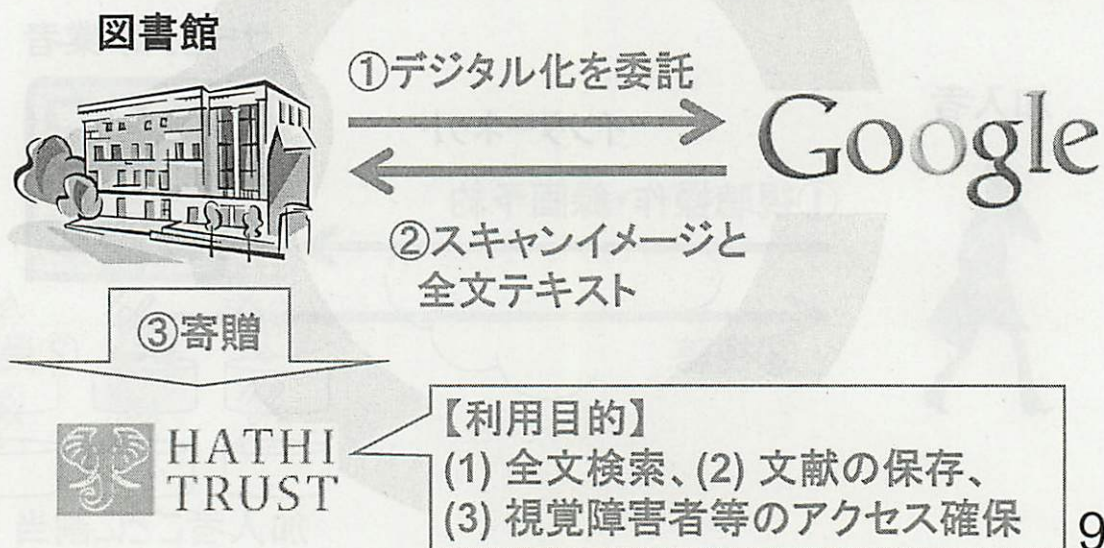 図書館
①デジタル化を委託
Google
②スキャンイメージと
全文テキスト
③寄贈
HATHI
TRUST
【利用目的】
(1) 全文検索、(2) 文献の保存、
(3) 視覚障害者等のアクセス確保
9